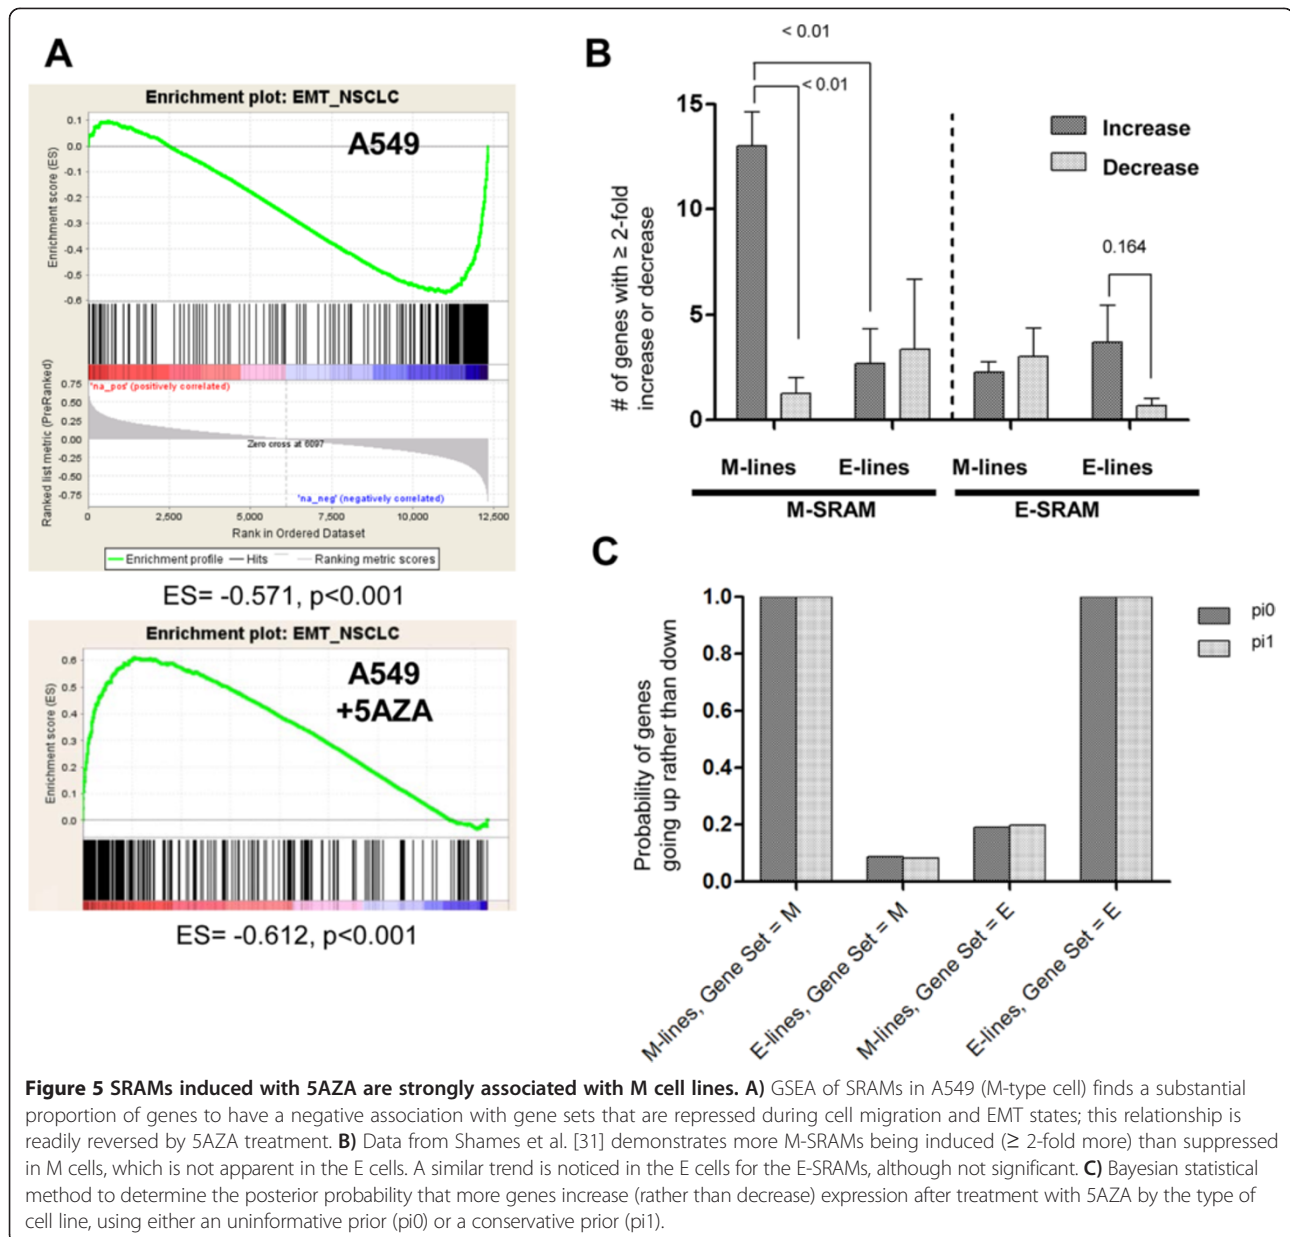 A
Enrichment plot: EMT_NSCLC
A549
Enrichment score (ES)
0.1
0.0
-0.1
-0.2
-0.3
-0.4
-0.5
-0.6
'na_pos' (positively correlated)
Ranked list metric (PreRanked)
0.75
0.50
0.25
0.00
-0.25
-0.50
-0.75
Zero cross at 6097
'na_neg' (negatively correlated)
0 2,500 5,000 7,500 10,000 12,500
Rank in Ordered Dataset
Enrichment profile Hits Ranking metric scores
ES= -0.571, p<0.001
Enrichment plot: EMT_NSCLC
A549
+5AZA
Enrichment score (ES)
0.6
0.5
0.4
0.3
0.2
0.1
0.0
ES= -0.612, p<0.001
B
< 0.01
< 0.01
Increase
Decrease
0.164
# of genes with ≥ 2-fold
increase or decrease
15
10
5
0
M-lines E-lines M-lines E-lines
M-SRAM E-SRAM
C
pi0
pi1
Probability of genes
going up rather than down
1.0
0.8
0.6
0.4
0.2
0.0
M-lines, Gene Set = M
E-lines, Gene Set = M
M-lines, Gene Set = E
E-lines, Gene Set = E
Figure 5 SRAMs induced with 5AZA are strongly associated with M cell lines. A) GSEA of SRAMs in A549 (M-type cell) finds a substantial
proportion of genes to have a negative association with gene sets that are repressed during cell migration and EMT states; this relationship is
readily reversed by 5AZA treatment. B) Data from Shames et al. [31] demonstrates more M-SRAMs being induced (≥ 2-fold more) than suppressed
in M cells, which is not apparent in the E cells. A similar trend is noticed in the E cells for the E-SRAMs, although not significant. C) Bayesian statistical
method to determine the posterior probability that more genes increase (rather than decrease) expression after treatment with 5AZA by the type of
cell line, using either an uninformative prior (pi0) or a conservative prior (pi1).